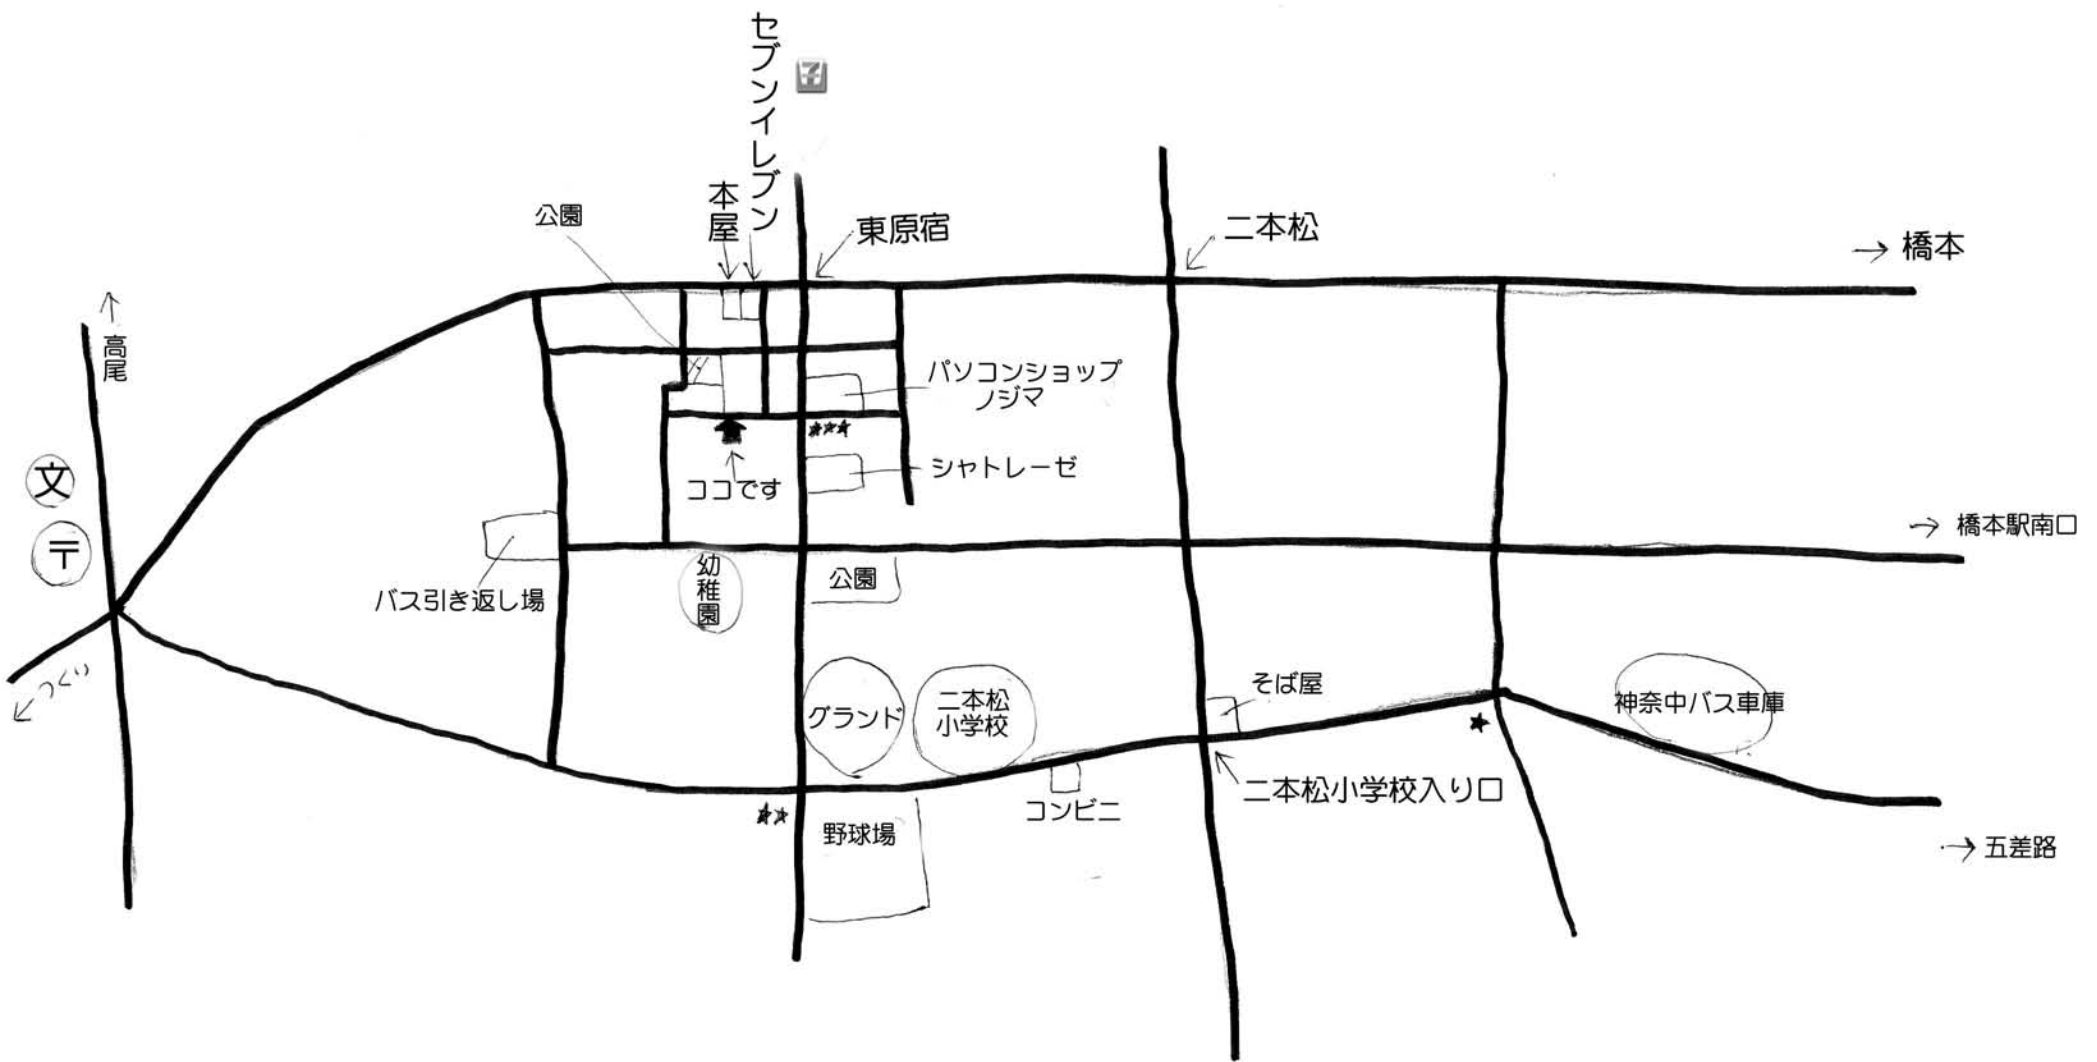 セブンイレブン
7
本屋
公園
東原宿
二本松
→ 橋本
↑
高尾
パソコンショップ
ノジマ
★★★
シャトレーゼ
ココです
文
〒
→ 橋本駅南口
バス引き返し場
幼稚園
公園
つくい
グランド
二本松
小学校
そば屋
神奈中バス車庫
★
二本松小学校入り口
コンビニ
★★
野球場
→ 五差路